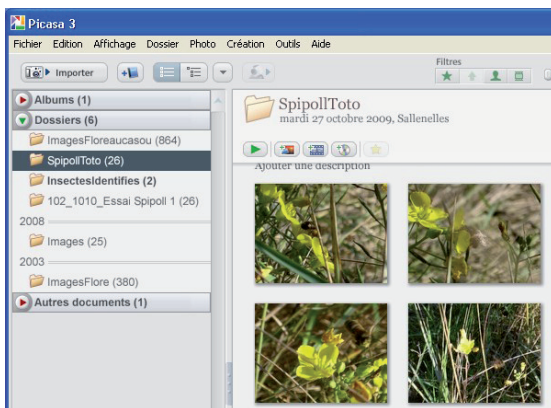 Picasa 3
Fichier Edition Affichage Dossier Photo Création Outils Aide
Importer
Filtres
Albums (1)
Dossiers (6)
ImagesFloreaucasou (864)
SpipollToto (26)
InsectesIdentifies (2)
102_1010_Essai Spipoll 1 (26)
2008
Images (25)
2003
ImagesFlore (380)
Autres documents (1)
SpipollToto
mardi 27 octobre 2009, Sallenelles
Ajouter une description